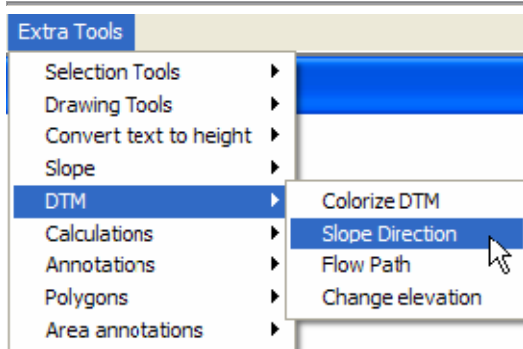 Extra Tools
Selection Tools
Drawing Tools
Convert text to height
Slope
DTM
Calculations
Annotations
Polygons
Area annotations
Colorize DTM
Slope Direction
Flow Path
Change elevation